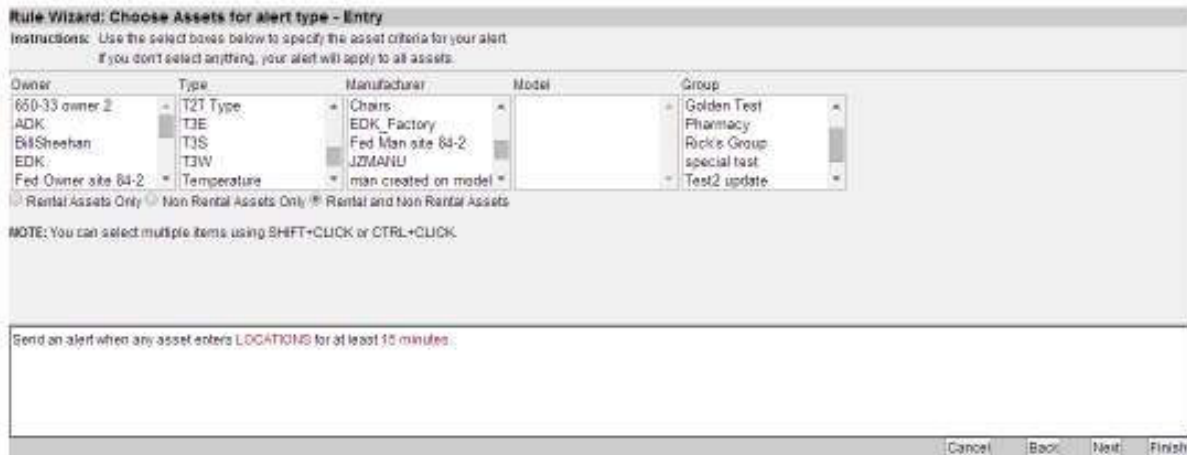 Rule Wizard: Choose Assets for alert type - Entry
Instructions: Use the select boxes below to specify the asset criteria for your alert
If you don't select anything, your alert will apply to all assets.
Owner Type Manufacturer Model Group
650-33 owner 2 T2T Type Chairs Golden Test
ADK T3E EDK_Factory Pharmacy
BillSheehan T3S Fed Man site 84-2 Rick's Group
EDK T3W JZMANU special test
Fed Owner site 84-2 Temperature man created on model Test2 update
Rental Assets Only Non Rental Assets Only Rental and Non Rental Assets
NOTE: You can select multiple items using SHIFT+CLICK or CTRL+CLICK.
Send an alert when any asset enters LOCATIONS for at least 15 minutes.
Cancel Back Next Finish